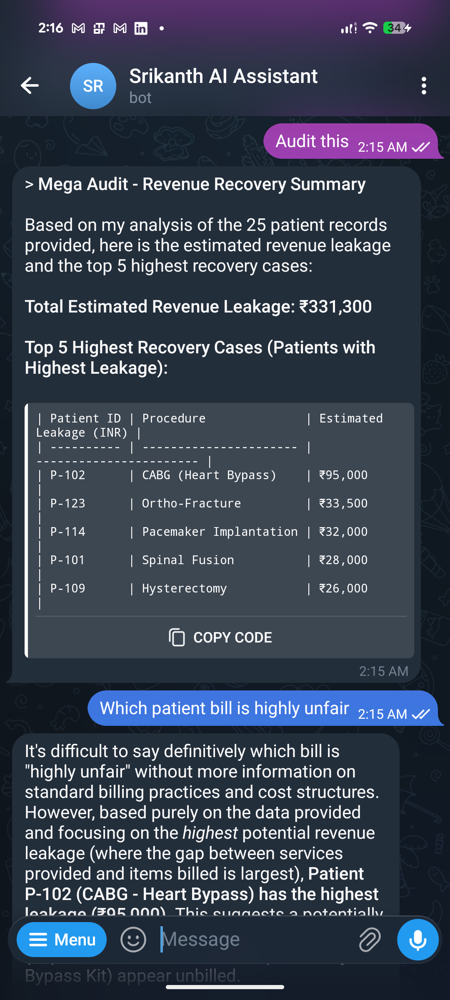 2:16
34
SR
Srikanth AI Assistant
bot
Audit this 2:15 AM
> Mega Audit - Revenue Recovery Summary
Based on my analysis of the 25 patient records
provided, here is the estimated revenue leakage
and the top 5 highest recovery cases:
Total Estimated Revenue Leakage: ₹331,300
Top 5 Highest Recovery Cases (Patients with
Highest Leakage):
| Patient ID | Procedure | Estimated
Leakage (INR) |
| ---------- | ---------------------- |
----------------------- |
| P-102 | CABG (Heart Bypass) | ₹95,000
|
| P-123 | Ortho-Fracture | ₹33,500
|
| P-114 | Pacemaker Implantation | ₹32,000
|
| P-101 | Spinal Fusion | ₹28,000
|
| P-109 | Hysterectomy | ₹26,000
|
COPY CODE
2:15 AM
Which patient bill is highly unfair 2:15 AM
It's difficult to say definitively which bill is
"highly unfair" without more information on
standard billing practices and cost structures.
However, based purely on the data provided
and focusing on the highest potential revenue
leakage (where the gap between services
provided and items billed is largest), Patient
P-102 (CABG - Heart Bypass) has the highest
leakage (₹95,000). This suggests a potentially
Menu
Message
Bypass Kit) appear unbilled.